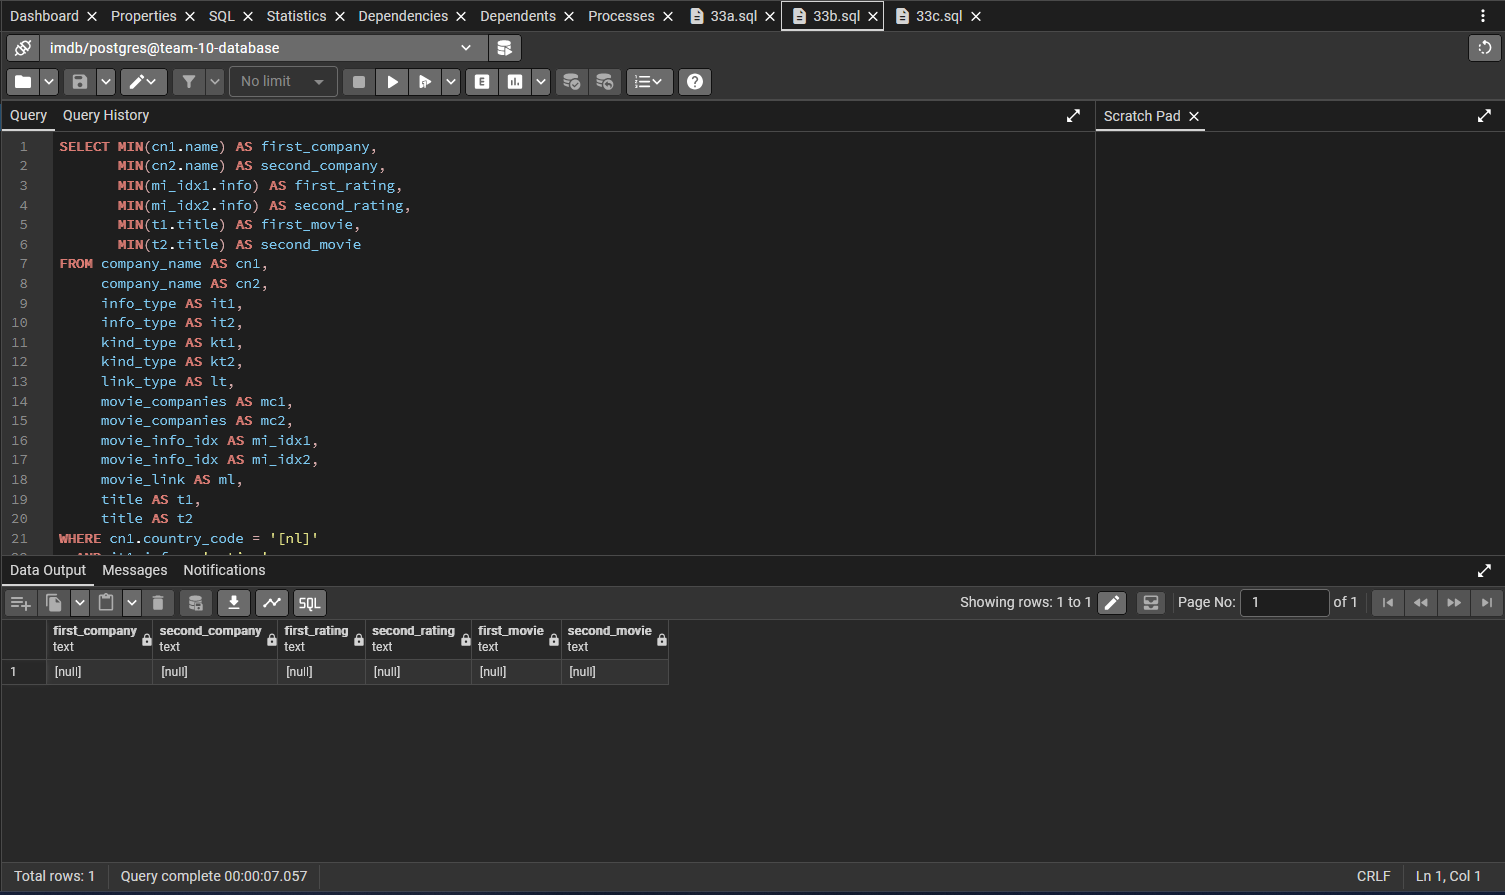 Dashboard Properties SQL Statistics Dependencies Dependents Processes 33a.sql 33b.sql 33c.sql
imdb/postgres@team-10-database
No limit E
Query Query History Scratch Pad
1 SELECT MIN(cn1.name) AS first_company,
2 MIN(cn2.name) AS second_company,
3 MIN(mi_idx1.info) AS first_rating,
4 MIN(mi_idx2.info) AS second_rating,
5 MIN(t1.title) AS first_movie,
6 MIN(t2.title) AS second_movie
7 FROM company_name AS cn1,
8 company_name AS cn2,
9 info_type AS it1,
10 info_type AS it2,
11 kind_type AS kt1,
12 kind_type AS kt2,
13 link_type AS lt,
14 movie_companies AS mc1,
15 movie_companies AS mc2,
16 movie_info_idx AS mi_idx1,
17 movie_info_idx AS mi_idx2,
18 movie_link AS ml,
19 title AS t1,
20 title AS t2
21 WHERE cn1.country_code = '[nl]'
Data Output Messages Notifications
SQL Showing rows: 1 to 1 Page No: 1 of 1
first_company second_company first_rating second_rating first_movie second_movie
text text text text text text
1 [null] [null] [null] [null] [null] [null]
Total rows: 1 Query complete 00:00:07.057 CRLF Ln 1, Col 1